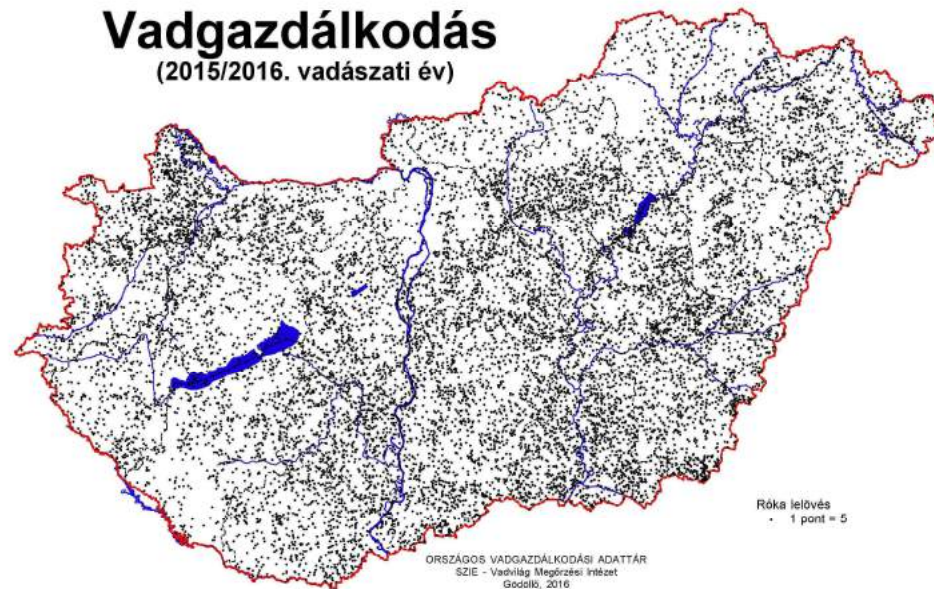 Vadgazdálkodás
(2015/2016. vadászati év)
Róka lelövés
1 pont = 5
ORSZÁGOS VADGAZDÁLKODÁSI ADATTÁR
SZIE - Vadvilág Megőrzési Intézet
Gödöllő, 2016